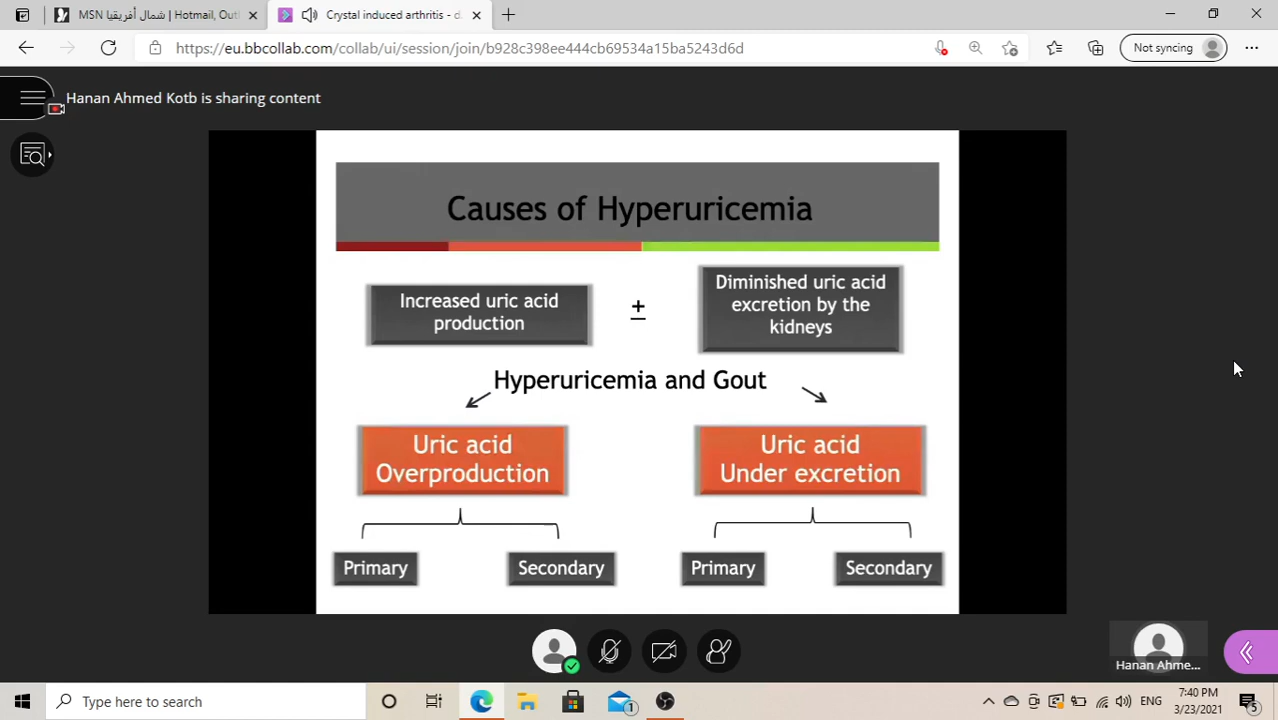 MSN شمال أفريقيا | Hotmail, Outl
Crystal induced arthritis - d
https://eu.bbcollab.com/collab/ui/session/join/b928c398ee444cb69534a15ba5243d6d
Not syncing
Hanan Ahmed Kotb is sharing content
Causes of Hyperuricemia
Increased uric acid
production
±
Diminished uric acid
excretion by the
kidneys
Hyperuricemia and Gout
Uric acid
Overproduction
Uric acid
Under excretion
Primary
Secondary
Primary
Secondary
Hanan Ahme...
Type here to search
1
ENG
7:40 PM
3/23/2021
5